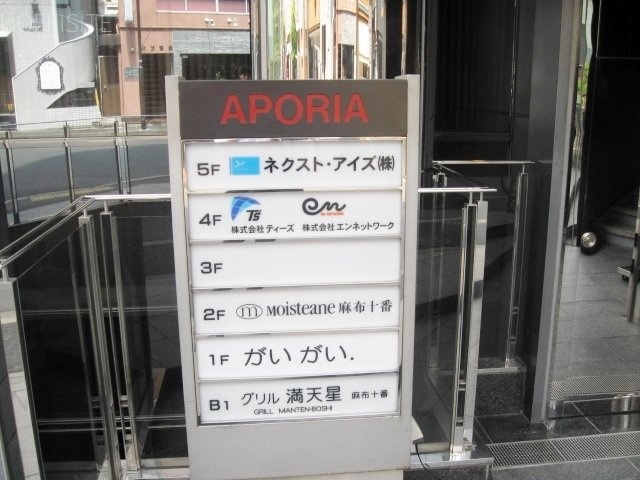 APORIA
5F ネクスト・アイズ(株)
4F T's 株式会社ティーズ en EN NETWORK 株式会社エンネットワーク
3F
2F m Moisteane 麻布十番
1F がいがい.
B1 グリル 満天星 麻布十番
GRILL MANTEN-BOSHI